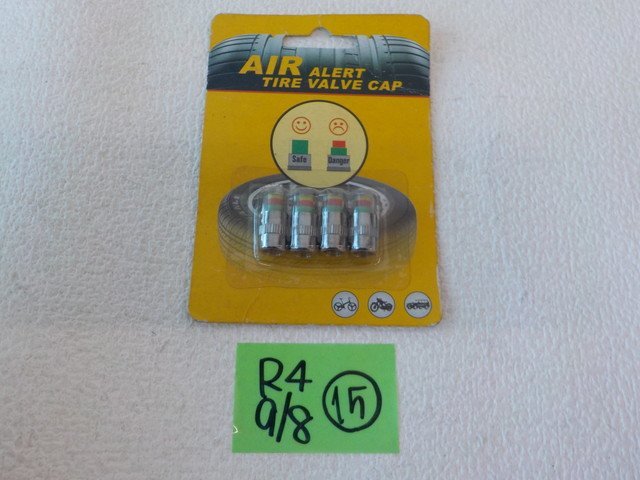 AIR ALERT
TIRE VALVE CAP
Safe Danger
R4
9/8
15